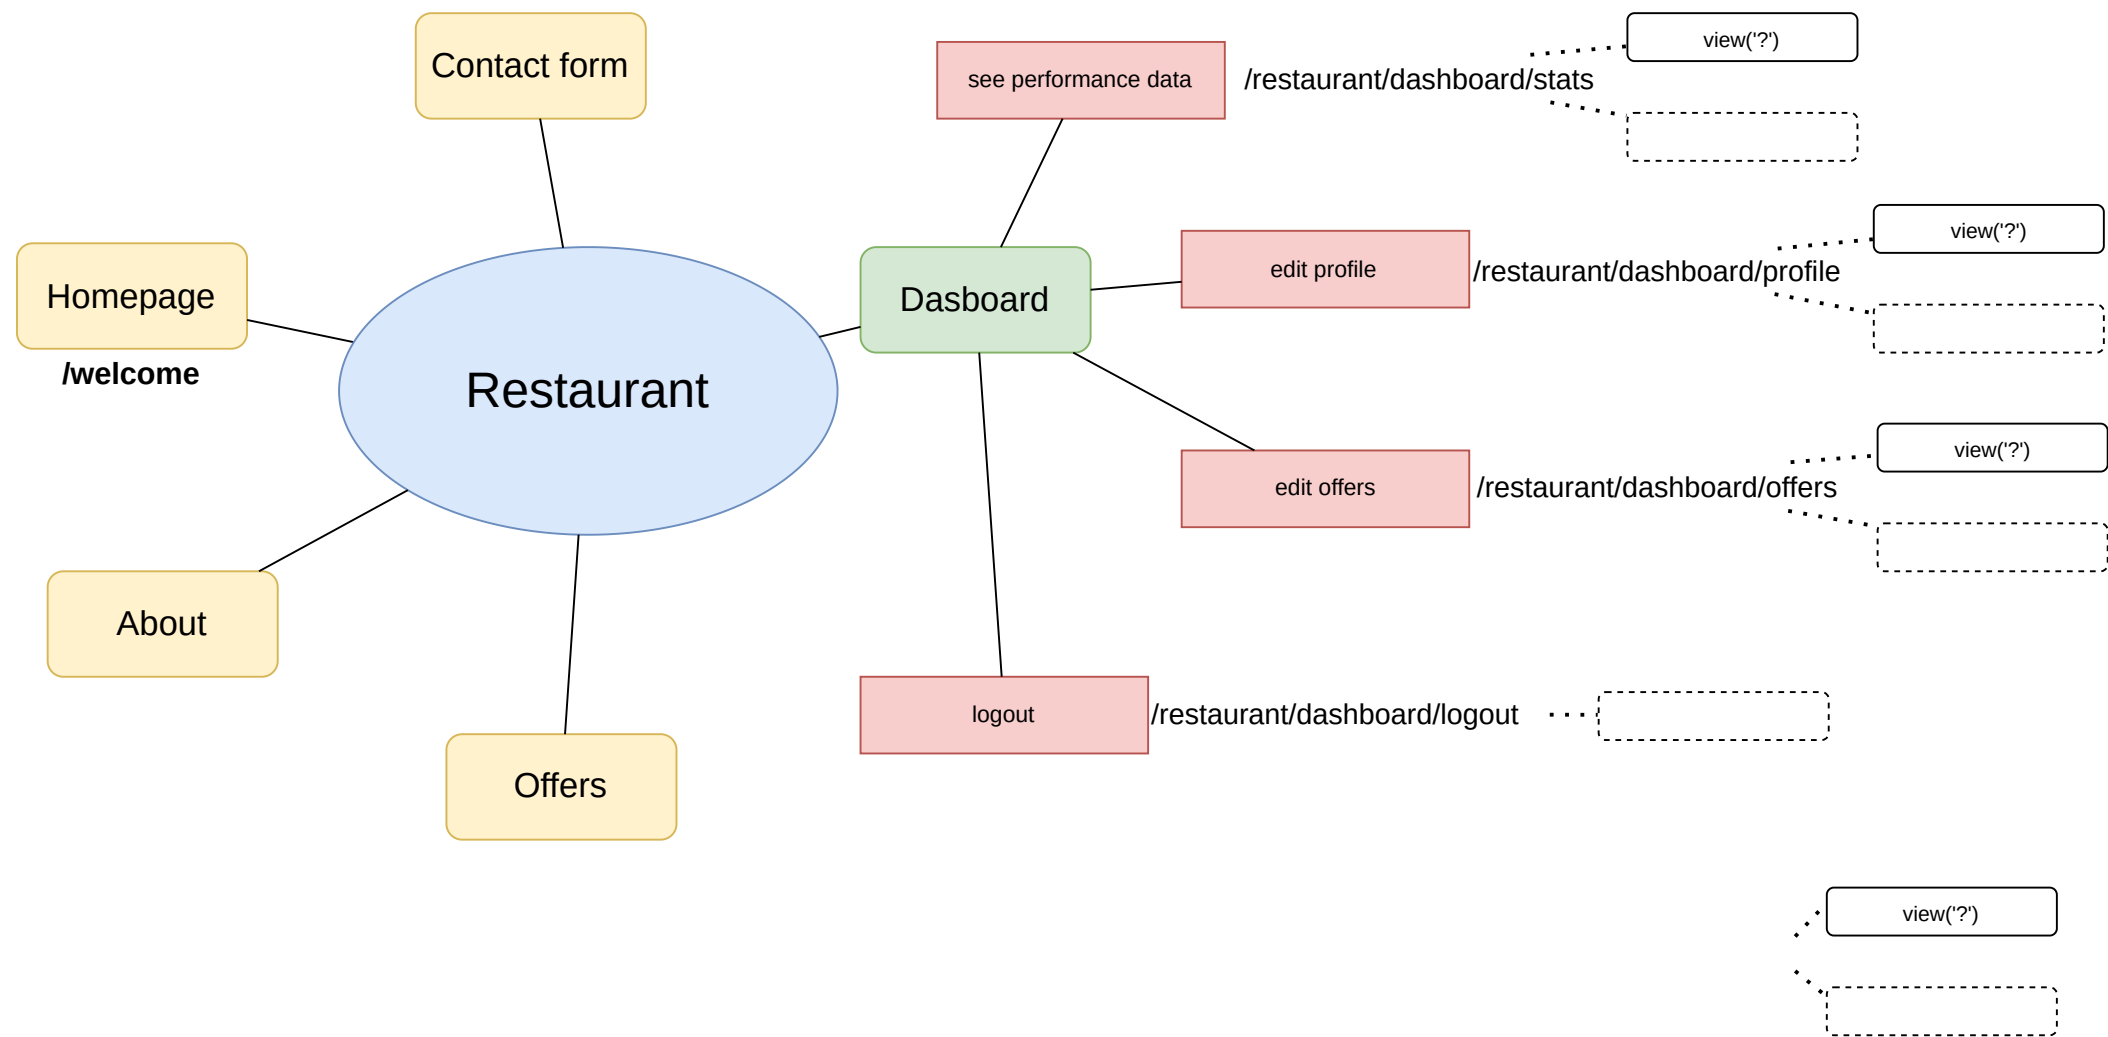 Contact form
see performance data
/restaurant/dashboard/stats
view('?')
Homepage
/welcome
Restaurant
Dasboard
edit profile
/restaurant/dashboard/profile
view('?')
edit offers
/restaurant/dashboard/offers
view('?')
About
logout
/restaurant/dashboard/logout
Offers
view('?')